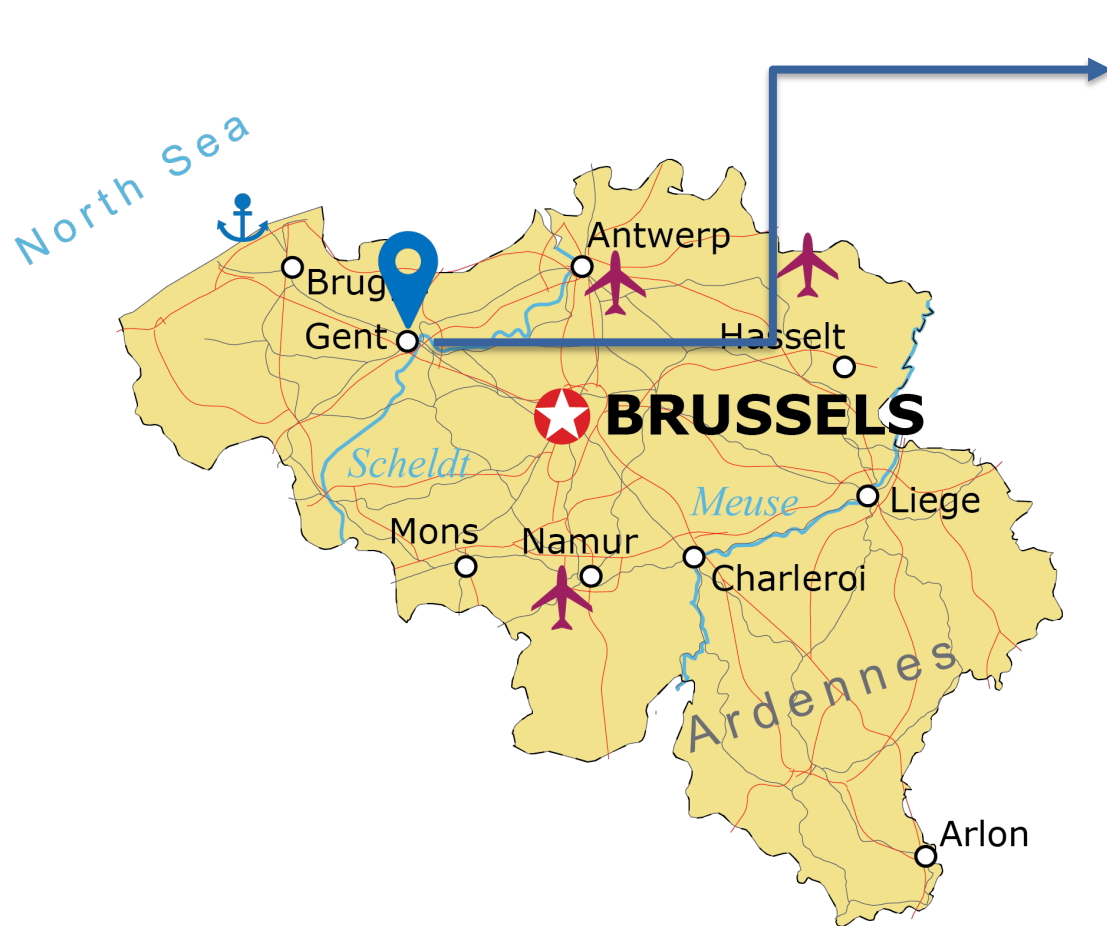 North Sea
Antwerp
Gent
Hasselt
BRUSSELS
Scheldt
Meuse
Liege
Mons
Namur
Charleroi
Ardennes
Arlon